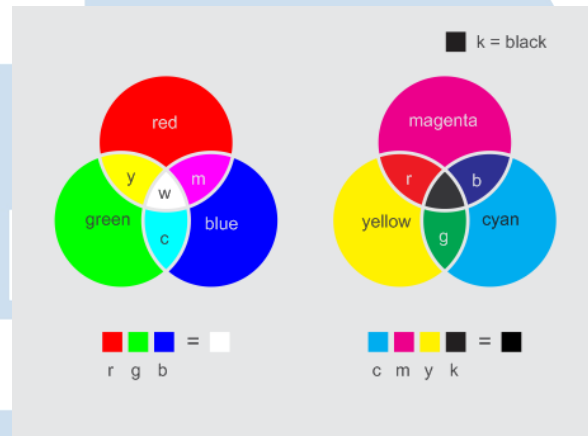 k = black
red
y
m
w
green
blue
c
magenta
r
b
yellow
cyan
g
=
r g b
=
c m y k